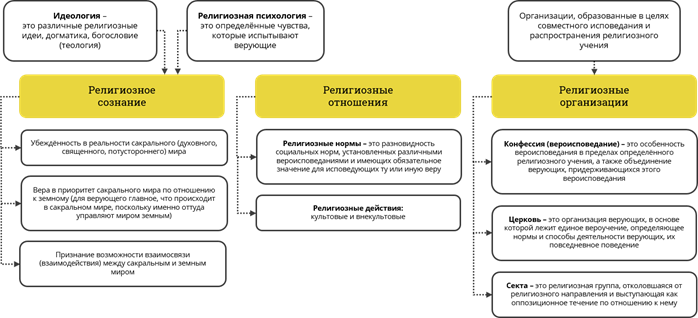 Идеология –
это различные религиозные
идеи, догматика, богословие
(теология)
Религиозная психология –
это определённые чувства,
которые испытывают
верующие
Организации, образованные в целях
совместного исповедания и
распространения религиозного
учения
Религиозное
сознание
Религиозные
отношения
Религиозные
организации
Убеждённость в реальности сакрального (духовного,
священного, потустороннего) мира
Вера в приоритет сакрального мира по отношению
к земному (для верующего главное, что происходит
в сакральном мире, поскольку именно оттуда
управляют миром земным)
Признание возможности взаимосвязи
(взаимодействия) между сакральным и земным
миром
Религиозные нормы – это разновидность
социальных норм, установленных различными
вероисповеданиями и имеющих обязательное
значение для исповедующих ту или иную веру
Религиозные действия:
культовые и внекультовые
Конфессия (вероисповедание) – это особенность
вероисповедания в пределах определённого
религиозного учения, а также объединение
верующих, придерживающихся этого
вероисповедания
Церковь – это организация верующих, в основе
которой лежит единое вероучение, определяющее
нормы и способы деятельности верующих, их
повседневное поведение
Секта – это религиозная группа, отколовшаяся от
религиозного направления и выступающая как
оппозиционное течение по отношению к нему